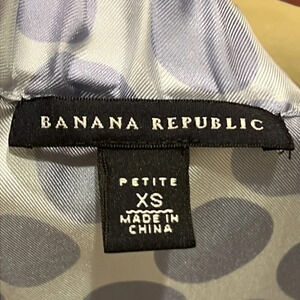 BANANA REPUBLIC
PETITE
XS
MADE IN
CHINA